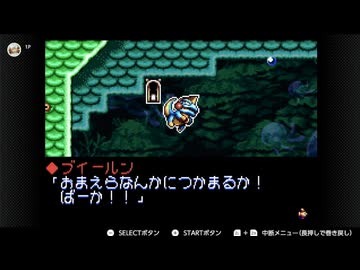 1P
◆ブイールン
「おまえらなんかにつかまるか！
ばーか！！」
SELECTボタン
STARTボタン
+ 中断メニュー(長押しで巻き戻し)